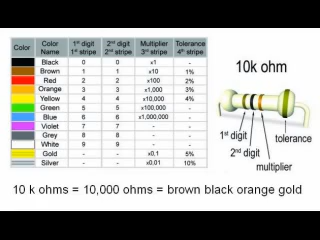 Color Color Name 1st digit 1st stripe 2nd digit 2nd stripe Multiplier 3rd stripe Tolerance 4th stripe
Black 0 0 x1 -
Brown 1 1 x10 1%
Red 2 2 x100 2%
Orange 3 3 x1,000 3%
Yellow 4 4 x10,000 4%
Green 5 5 x100,000 -
Blue 6 6 x1,000,000 -
Violet 7 7 - -
Grey 8 8 - -
White 9 9 - -
Gold - - x0,1 5%
Silver - - x0,01 10%
10k ohm
1st digit
2nd digit
multiplier
tolerance
10 k ohms = 10,000 ohms = brown black orange gold